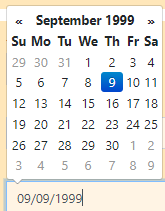 « September 1999 »
Su Mo Tu We Th Fr Sa
29 30 31 1 2 3 4
5 6 7 8 9 10 11
12 13 14 15 16 17 18
19 20 21 22 23 24 25
26 27 28 29 30 1 2
3 4 5 6 7 8 9
09/09/1999